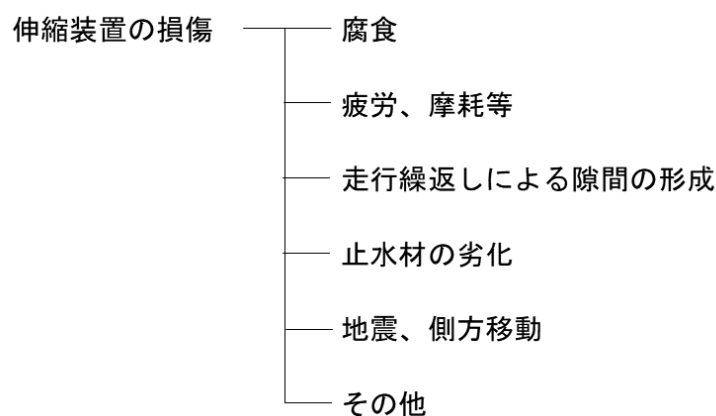 伸縮装置の損傷
腐食
疲労、摩耗等
走行繰返しによる隙間の形成
止水材の劣化
地震、側方移動
その他